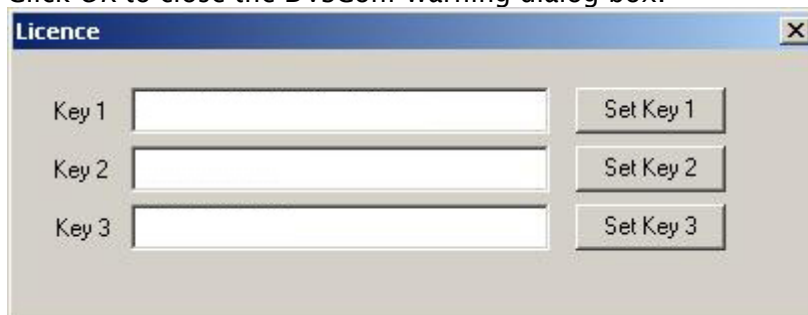 Click OK to close the DVSCom Warning dialog box.
Licence
Key 1 Set Key 1
Key 2 Set Key 2
Key 3 Set Key 3